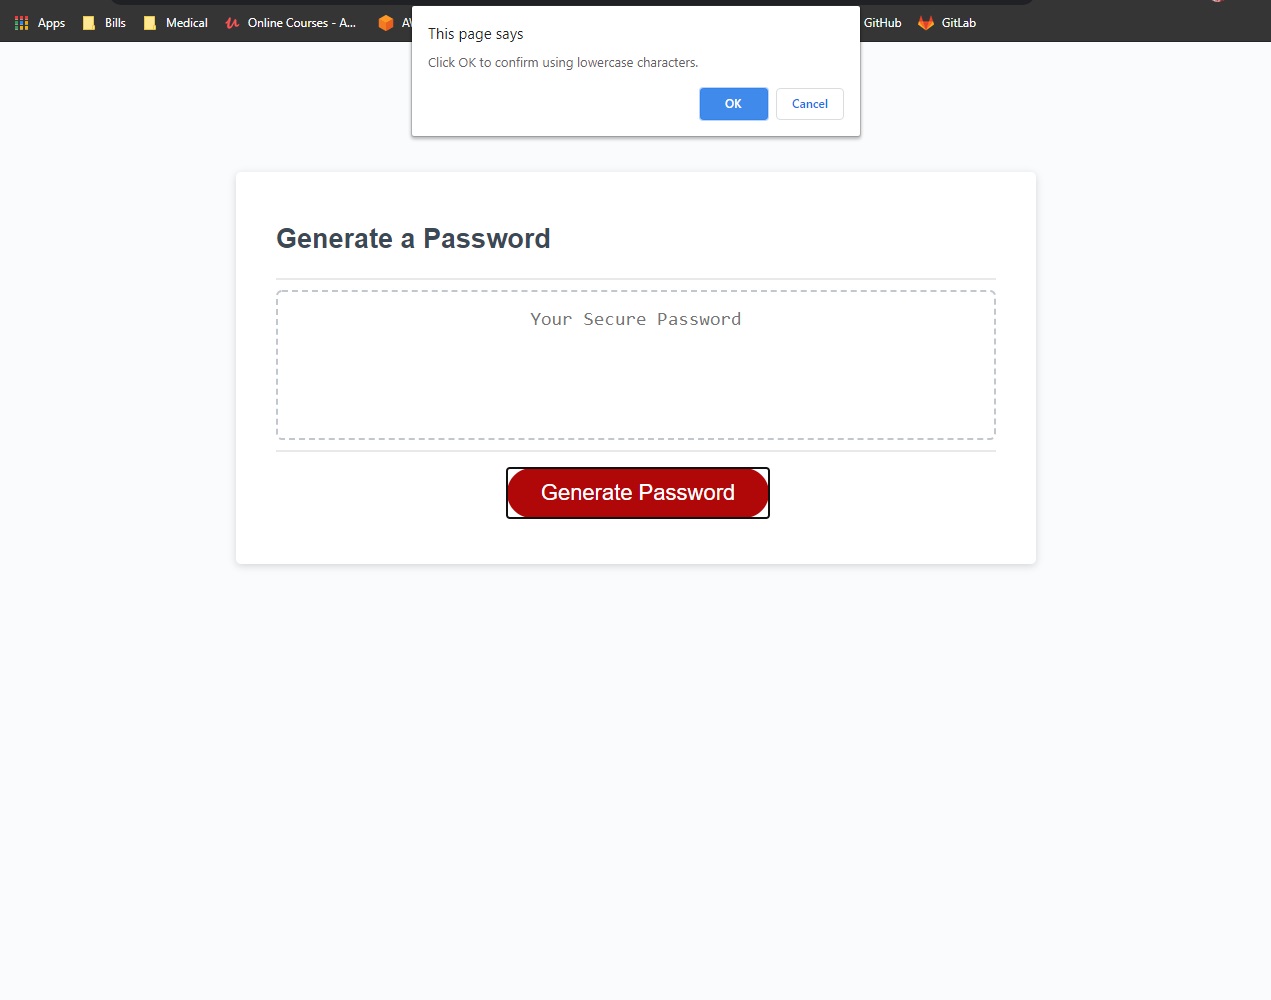 Apps Bills Medical Online Courses - A... GitHub GitLab
This page says
Click OK to confirm using lowercase characters.
OK Cancel
Generate a Password
Your Secure Password
Generate Password